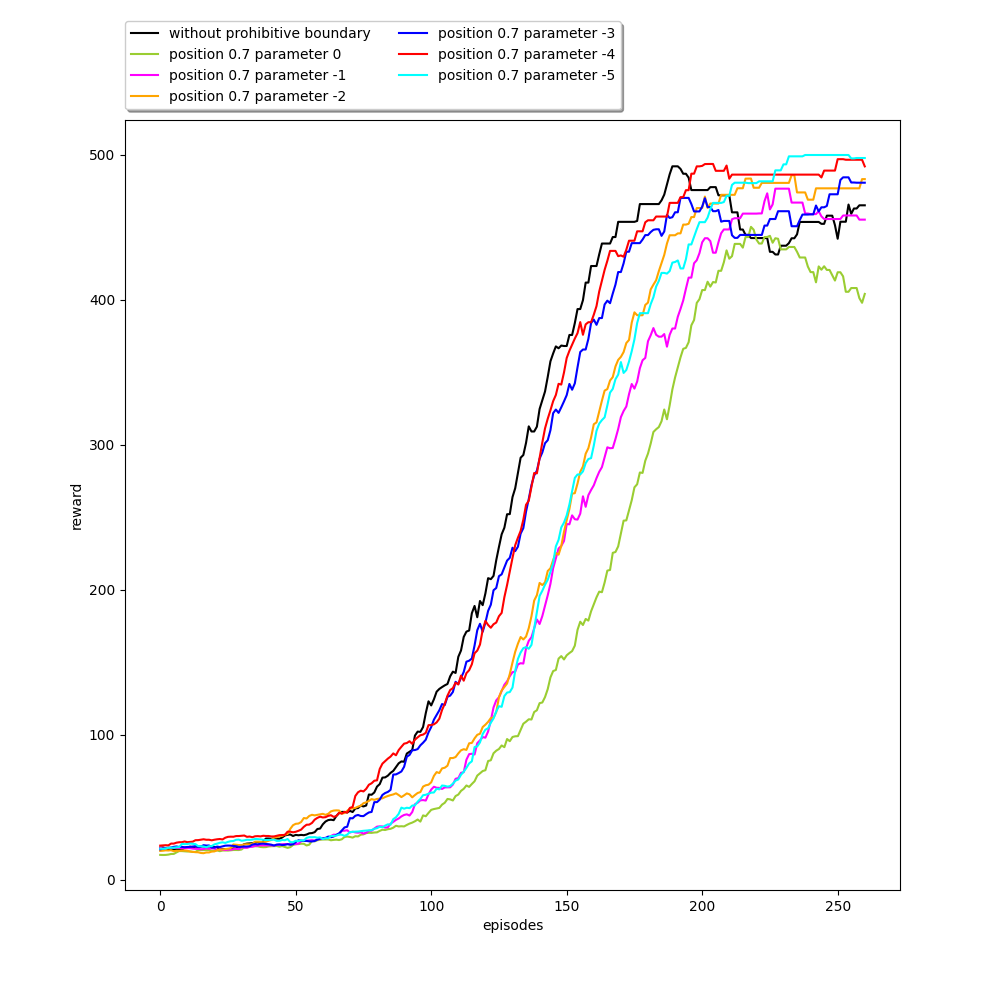 without prohibitive boundary
position 0.7 parameter 0
position 0.7 parameter -1
position 0.7 parameter -2
position 0.7 parameter -3
position 0.7 parameter -4
position 0.7 parameter -5
500
400
300
200
100
0
reward
0 50 100 150 200 250
episodes